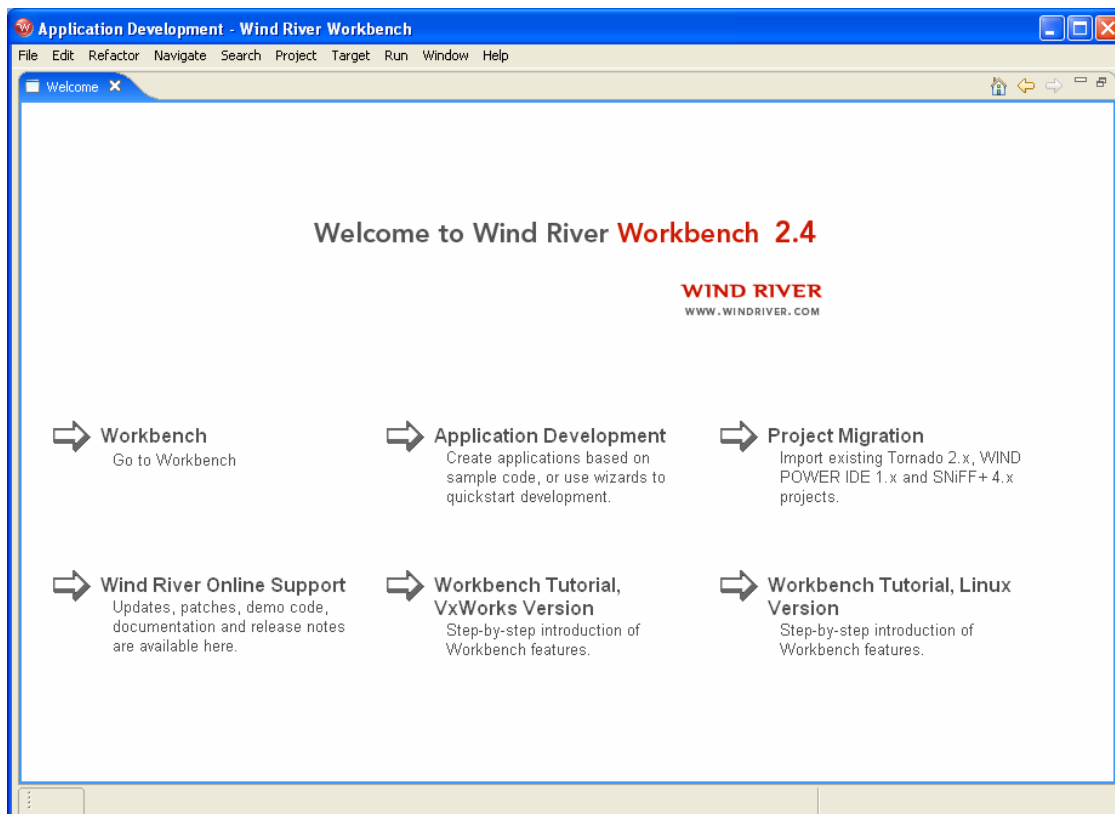 Application Development - Wind River Workbench
File Edit Refactor Navigate Search Project Target Run Window Help
Welcome
Welcome to Wind River Workbench 2.4
WIND RIVER
WWW.WINDRIVER.COM
Workbench
Go to Workbench
Application Development
Create applications based on
sample code, or use wizards to
quickstart development.
Project Migration
Import existing Tornado 2.x, WIND
POWER IDE 1.x and SNiFF+ 4.x
projects.
Wind River Online Support
Updates, patches, demo code,
documentation and release notes
are available here.
Workbench Tutorial,
VxWorks Version
Step-by-step introduction of
Workbench features.
Workbench Tutorial, Linux
Version
Step-by-step introduction of
Workbench features.